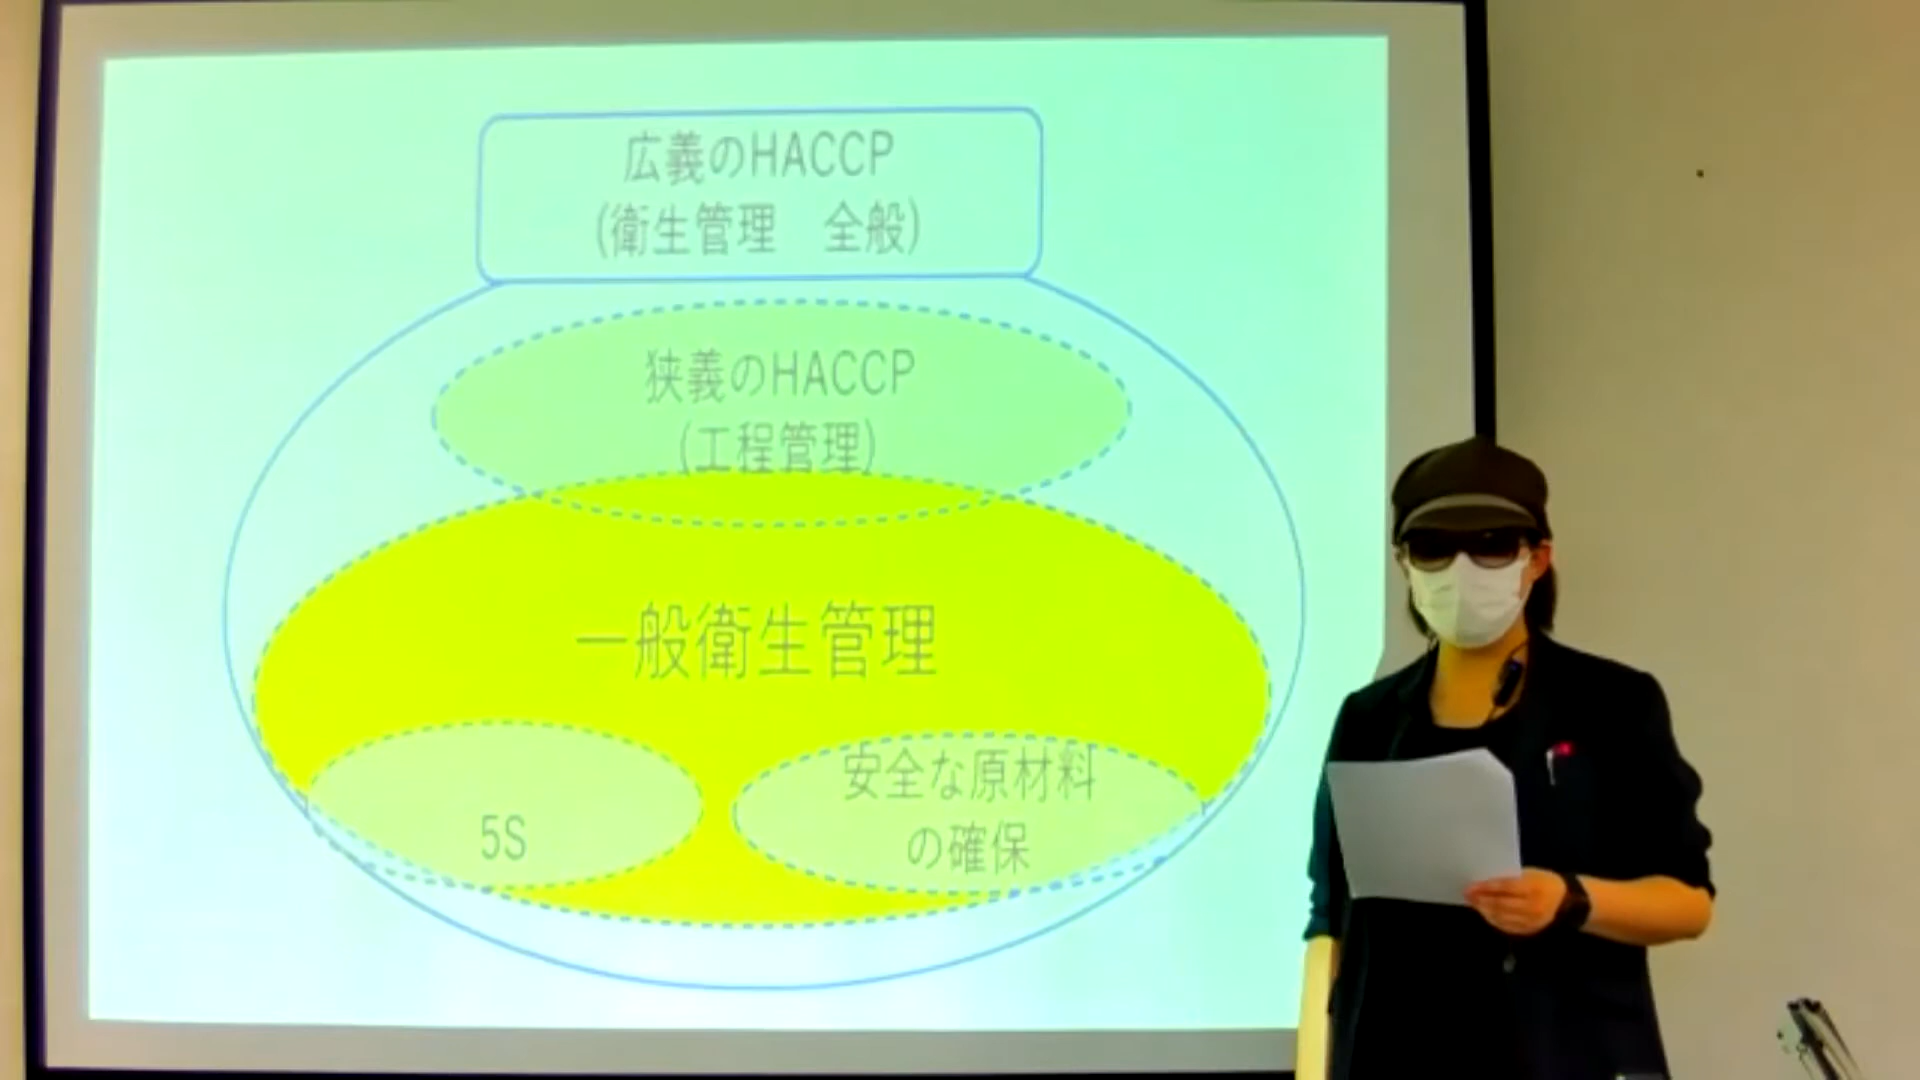 広義のHACCP
(衛生管理　全般)
狭義のHACCP
(工程管理)
一般衛生管理
5S
安全な原材料
の確保